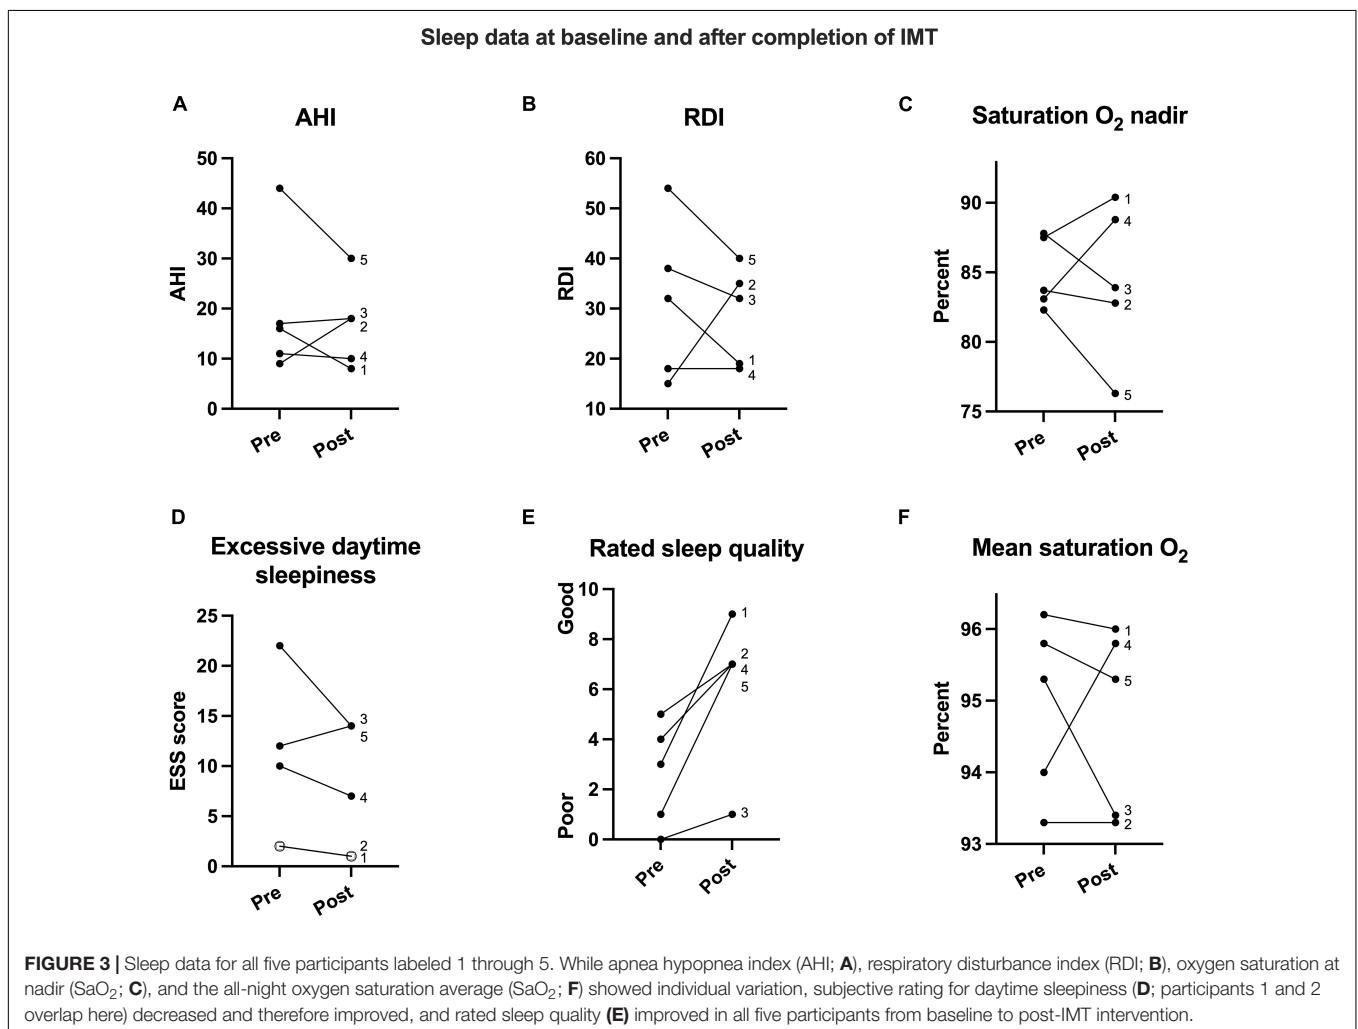 Sleep data at baseline and after completion of IMT
A
AHI
50
40
30
20
10
0
AHI
5
3
2
4
1
Pre
Post
B
RDI
60
50
40
30
20
10
RDI
5
2
3
1
4
Pre
Post
C
Saturation O₂ nadir
90
85
80
75
Percent
1
4
3
2
5
Pre
Post
D
Excessive daytime
sleepiness
25
20
15
10
5
0
ESS score
3
5
4
2
1
Pre
Post
E
Rated sleep quality
10
8
6
4
2
0
Good
Poor
1
2
4
5
3
Pre
Post
F
Mean saturation O₂
96
95
94
93
Percent
1
4
5
3
2
Pre
Post
FIGURE 3 | Sleep data for all five participants labeled 1 through 5. While apnea hypopnea index (AHI; A), respiratory disturbance index (RDI; B), oxygen saturation at
nadir (SaO₂; C), and the all-night oxygen saturation average (SaO₂; F) showed individual variation, subjective rating for daytime sleepiness (D; participants 1 and 2
overlap here) decreased and therefore improved, and rated sleep quality (E) improved in all five participants from baseline to post-IMT intervention.